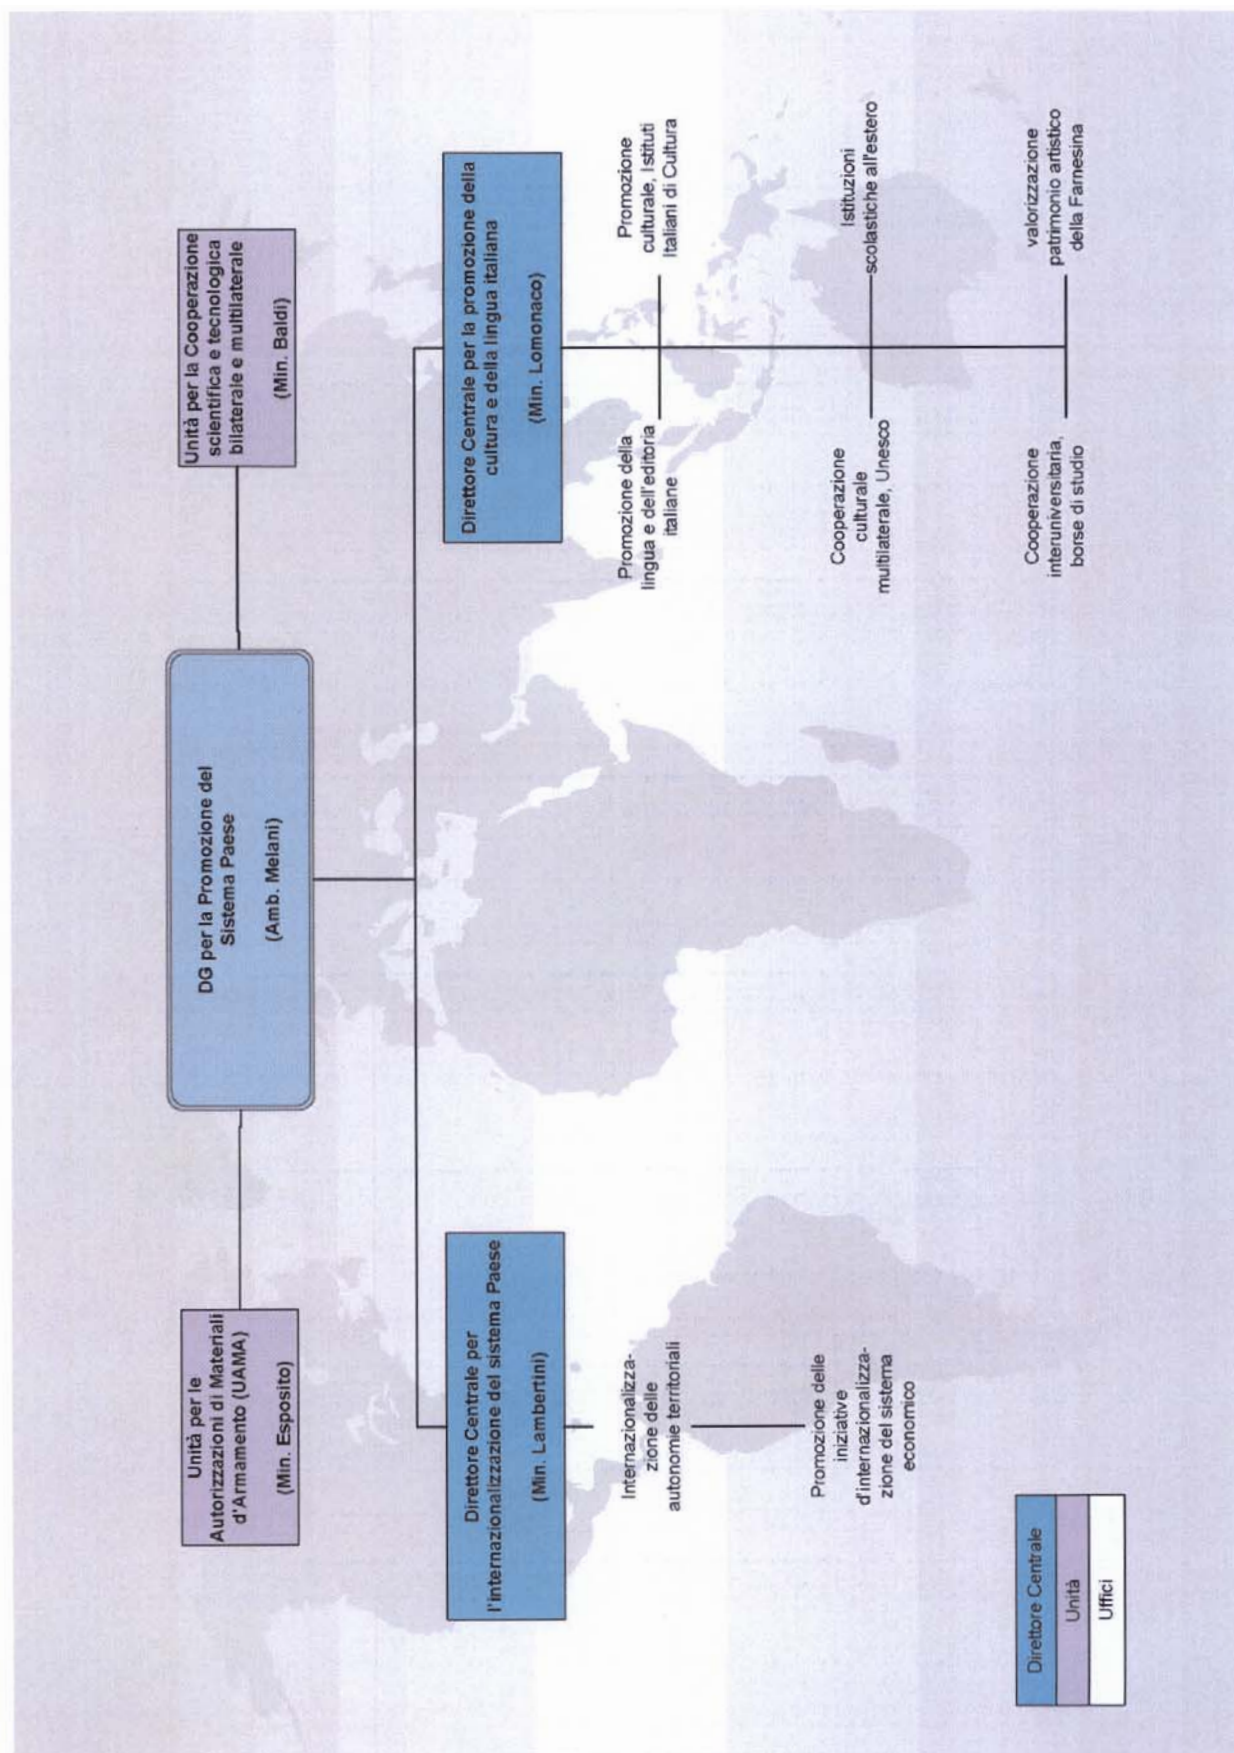 DG per la Promozione del
Sistema Paese
(Amb. Melani)
Unità per le
Autorizzazioni di Materiali
d'Armamento (UAMA)
(Min. Esposito)
Unità per la Cooperazione
scientifica e tecnologica
bilaterale e multilaterale
(Min. Baldi)
Direttore Centrale per
l'internazionalizzazione del sistema Paese
(Min. Lambertini)
Internazionalizza-
zione delle
autonomie territoriali
Promozione delle
iniziative
d'internazionalizza-
zione del sistema
economico
Direttore Centrale per la promozione della
cultura e della lingua italiana
(Min. Lomonaco)
Promozione della
lingua e dell'editoria
italiane
Promozione
culturale, Istituti
Italiani di Cultura
Cooperazione
culturale
multilaterale, Unesco
Istituzioni
scolastiche all'estero
Cooperazione
interuniversitaria,
borse di studio
valorizzazione
patrimonio artistico
della Farnesina
Direttore Centrale
Unità
Uffici